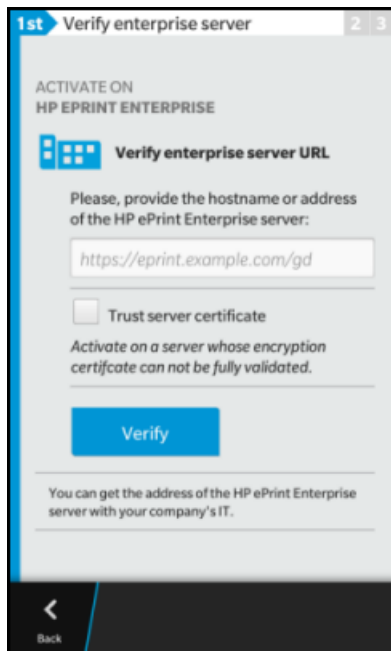 1st Verify enterprise server 2 3
ACTIVATE ON
HP EPRINT ENTERPRISE
Verify enterprise server URL
Please, provide the hostname or address
of the HP ePrint Enterprise server:
https://eprint.example.com/gd
Trust server certificate
Activate on a server whose encryption
certifcate can not be fully validated.
Verify
You can get the address of the HP ePrint Enterprise
server with your company's IT.
Back